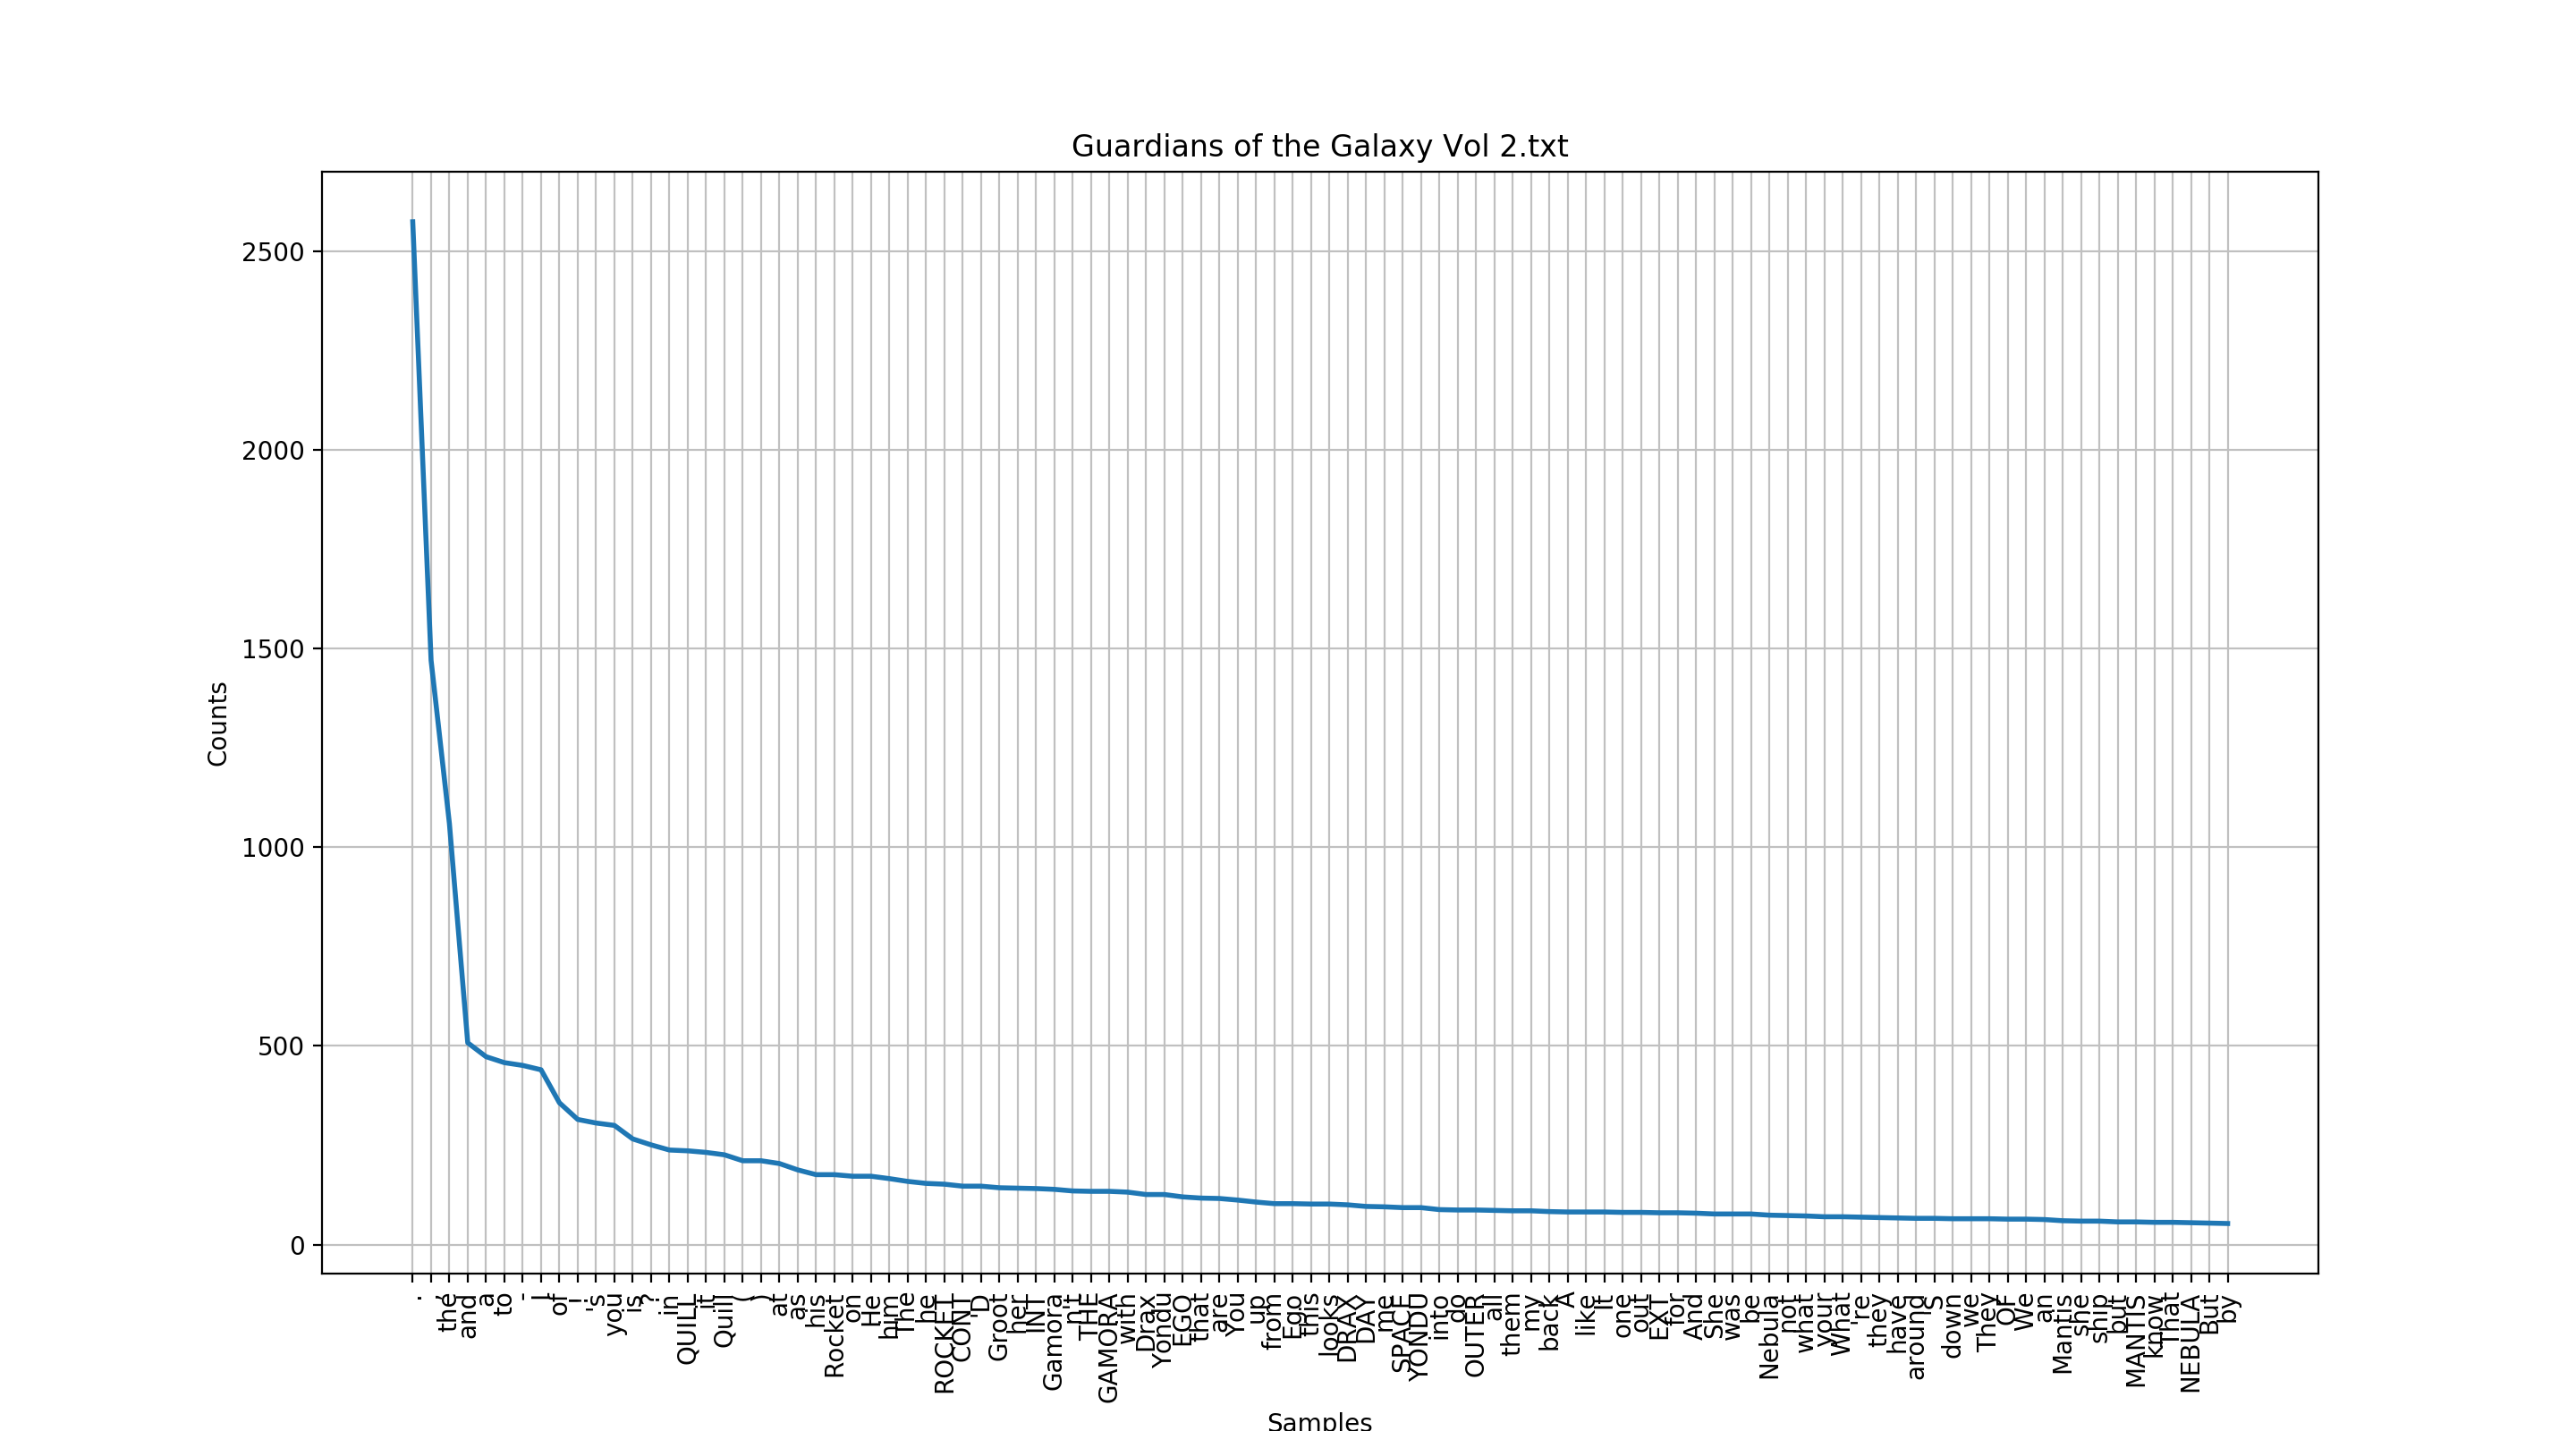 Guardians of the Galaxy Vol 2.txt
Counts
2500
2000
1500
1000
500
0
.
,
the
and
a
to
-
I
of
!
's
you
is
?
in
QUILL
it
Quill
(
)
at
as
his
Rocket
on
He
him
The
he
ROCKET
CONT
'D
Groot
her
INT
Gamora
n't
THE
GAMORA
with
Drax
Yondu
EGO
that
are
You
up
from
Ego
this
looks
DRAX
DAY
me
SPACE
YONDU
into
do
OUTER
all
them
my
back
A
like
It
one
out
EXT
for
And
She
was
be
Nebula
not
what
your
What
're
they
have
around
IS
S
down
we
They
OF
We
an
Mantis
she
ship
but
MANTIS
know
That
NEBULA
But
by
Samples